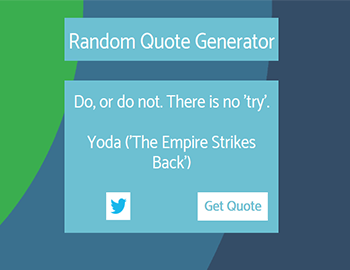 Random Quote Generator
Do, or do not. There is no 'try'.
Yoda ('The Empire Strikes
Back')
Get Quote